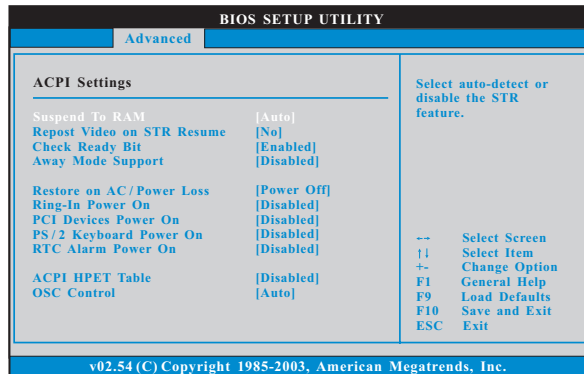 BIOS SETUP UTILITY
Advanced
ACPI Settings
Suspend To RAM [Auto]
Repost Video on STR Resume [No]
Check Ready Bit [Enabled]
Away Mode Support [Disabled]
Restore on AC / Power Loss [Power Off]
Ring-In Power On [Disabled]
PCI Devices Power On [Disabled]
PS / 2 Keyboard Power On [Disabled]
RTC Alarm Power On [Disabled]
ACPI HPET Table [Disabled]
OSC Control [Auto]
Select auto-detect or
disable the STR
feature.
←→ Select Screen
↑↓ Select Item
+- Change Option
F1 General Help
F9 Load Defaults
F10 Save and Exit
ESC Exit
v02.54 (C) Copyright 1985-2003, American Megatrends, Inc.